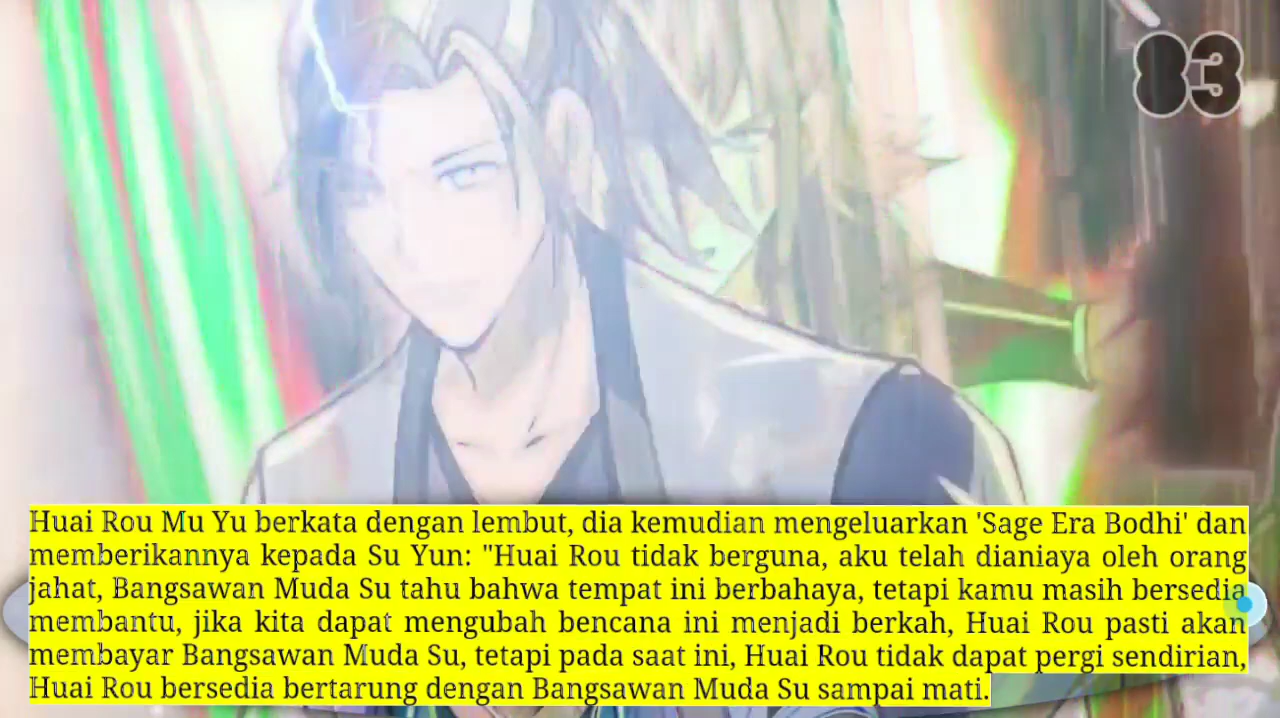 83
Huai Rou Mu Yu berkata dengan lembut, dia kemudian mengeluarkan 'Sage Era Bodhi' dan
memberikannya kepada Su Yun: "Huai Rou tidak berguna, aku telah dianiaya oleh orang
jahat, Bangsawan Muda Su tahu bahwa tempat ini berbahaya, tetapi kamu masih bersedia
membantu, jika kita dapat mengubah bencana ini menjadi berkah, Huai Rou pasti akan
membayar Bangsawan Muda Su, tetapi pada saat ini, Huai Rou tidak dapat pergi sendirian,
Huai Rou bersedia bertarung dengan Bangsawan Muda Su sampai mati.